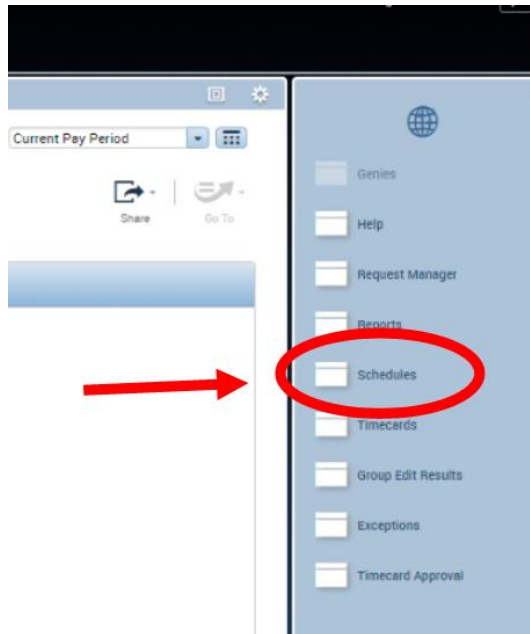 Current Pay Period
Share
Go To
Genies
Help
Request Manager
Reports
Schedules
Timecards
Group Edit Results
Exceptions
Timecard Approval